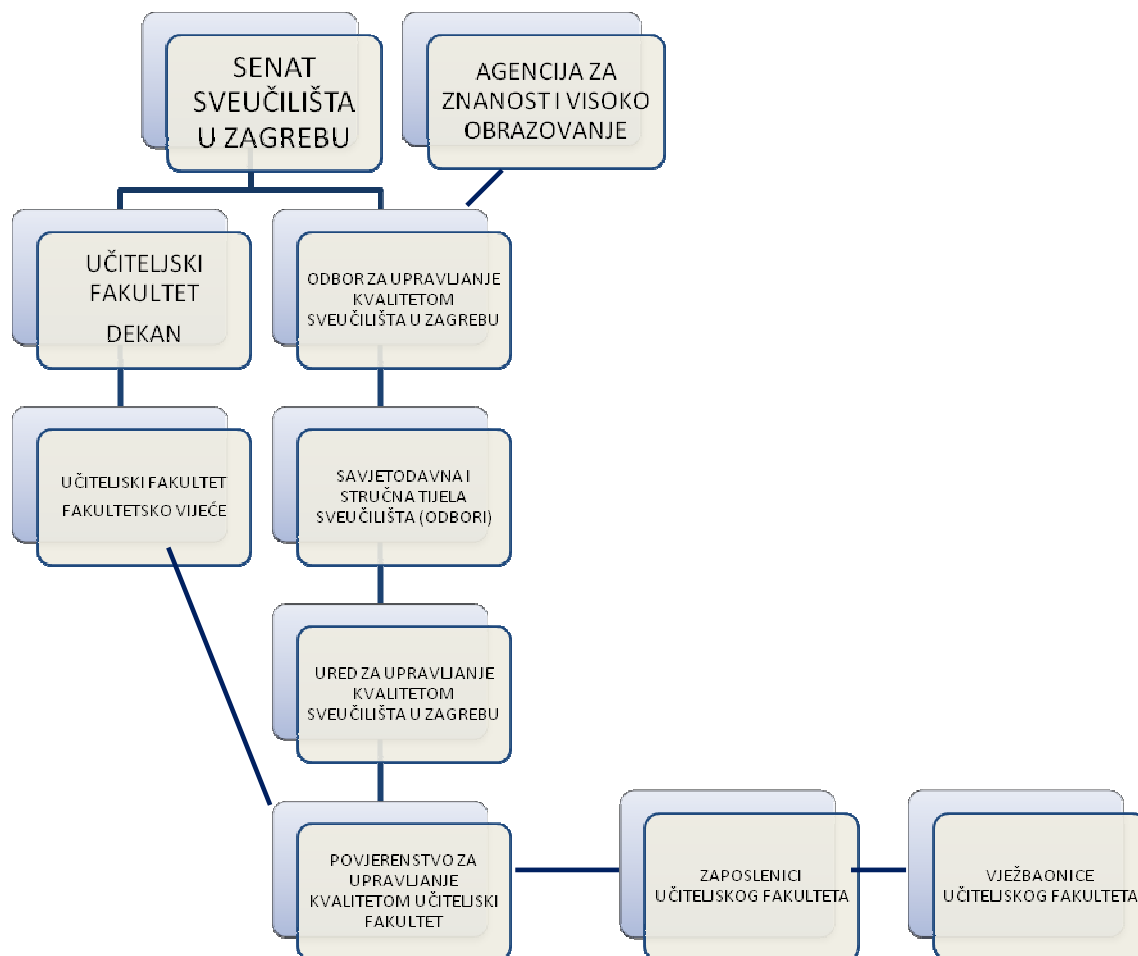 SENAT
SVEUČILIŠTA
U ZAGREBU
AGENCIJA ZA
ZNANOST I VISOKO
OBRAZOVANJE
UČITELJSKI
FAKULTET
DEKAN
ODBOR ZA UPRAVLJANJE
KVALITETOM
SVEUČILIŠTA U ZAGREBU
UČITELJSKI FAKULTET
FAKULTETSKO VIJEĆE
SAVJETODAVNA I
STRUČNA TIJELA
SVEUČILIŠTA (ODBORI)
URED ZA UPRAVLJANJE
KVALITETOM
SVEUČILIŠTA U ZAGREBU
POVJERENSTVO ZA
UPRAVLJANJE
KVALITETOM UČITELJSKI
FAKULTET
ZAPOSLENICI
UČITELJSKOG FAKULTETA
VJEŽBAONICE
UČITELJSKOG FAKULTETA